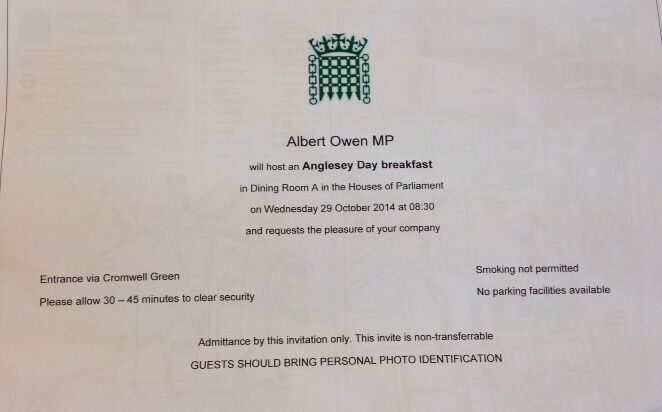 Albert Owen MP
will host an Anglesey Day breakfast
in Dining Room A in the Houses of Parliament
on Wednesday 29 October 2014 at 08:30
and requests the pleasure of your company
Entrance via Cromwell Green
Please allow 30 – 45 minutes to clear security
Smoking not permitted
No parking facilities available
Admittance by this invitation only. This invite is non-transferrable
GUESTS SHOULD BRING PERSONAL PHOTO IDENTIFICATION